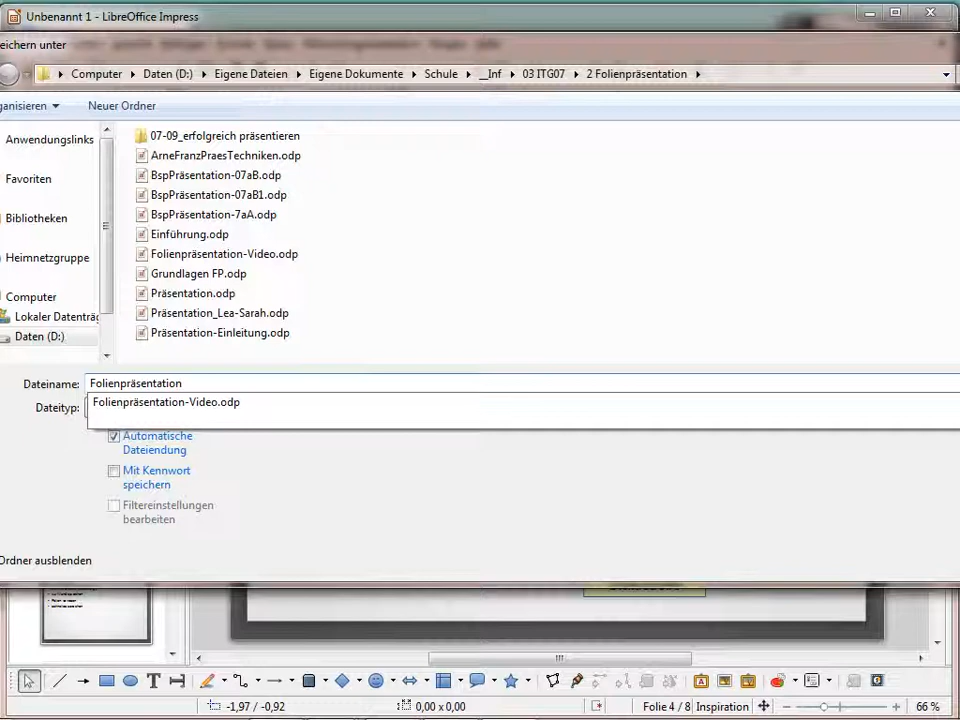 Unbenannt 1 - LibreOffice Impress
eichern unter
Computer Daten (D:) Eigene Dateien Eigene Dokumente Schule __Inf 03 ITG07 2 Folienpräsentation
ganisieren Neuer Ordner
Anwendungslinks
Favoriten
Bibliotheken
Heimnetzgruppe
Computer
Lokaler Datenträg
Daten (D:)
07-09_erfolgreich präsentieren
ArneFranzPraesTechniken.odp
BspPräsentation-07aB.odp
BspPräsentation-07aB1.odp
BspPräsentation-7aA.odp
Einführung.odp
Folienpräsentation-Video.odp
Grundlagen FP.odp
Präsentation.odp
Präsentation_Lea-Sarah.odp
Präsentation-Einleitung.odp
Dateiname: Folienpräsentation
Folienpräsentation-Video.odp
Dateityp:
Automatische
Dateiendung
Mit Kennwort
speichern
Filtereinstellungen
bearbeiten
Ordner ausblenden
-1,97 / -0,92 0,00 x 0,00 Folie 4 / 8 Inspiration 66 %